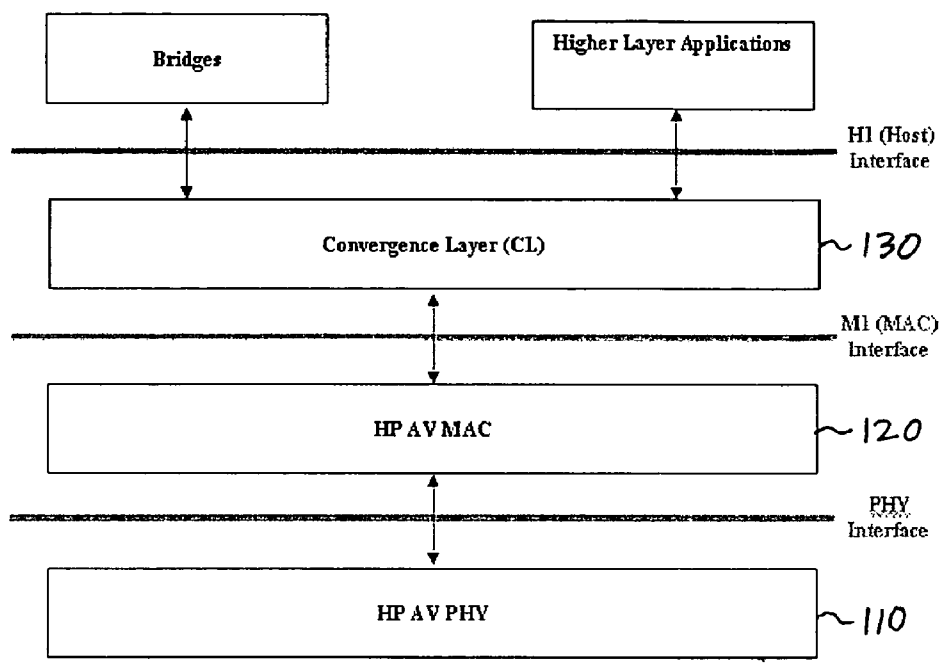 Bridges
Higher Layer Applications
H1 (Host)
Interface
Convergence Layer (CL)
130
M1 (MAC)
Interface
HP AV MAC
120
PHY
Interface
HP AV PHY
110